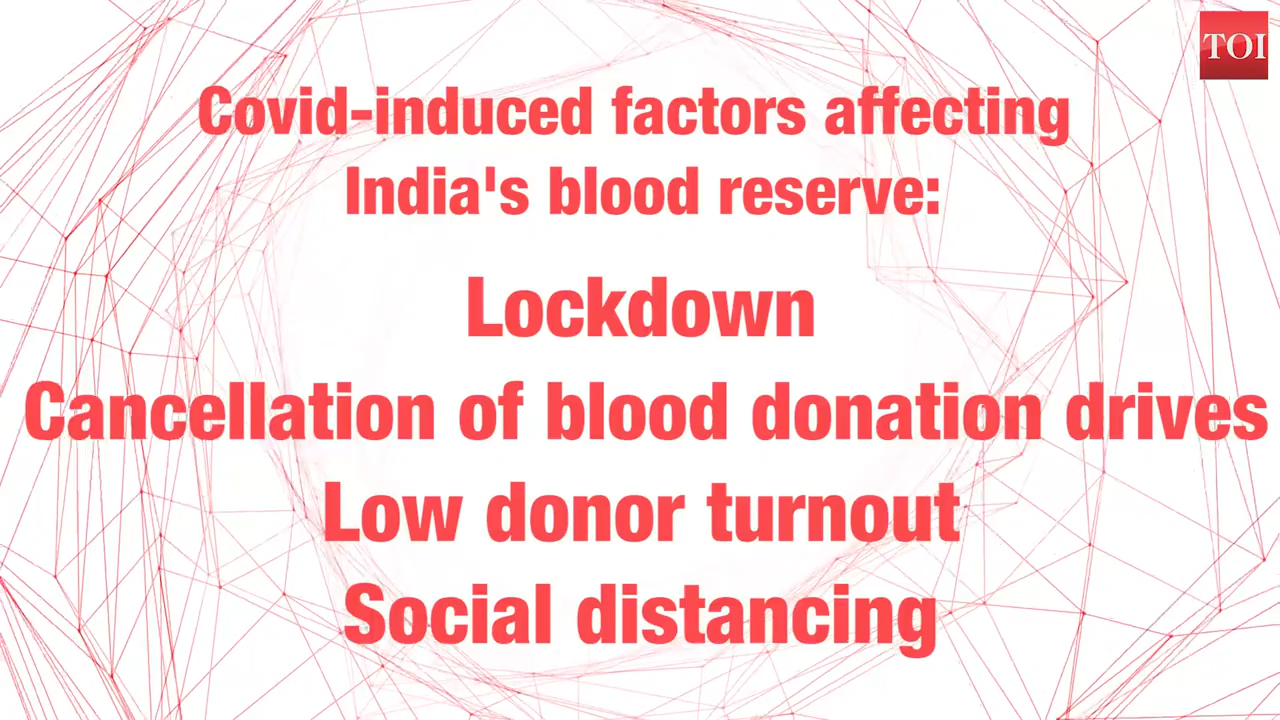 TOI
Covid-induced factors affecting
India's blood reserve:
Lockdown
Cancellation of blood donation drives
Low donor turnout
Social distancing